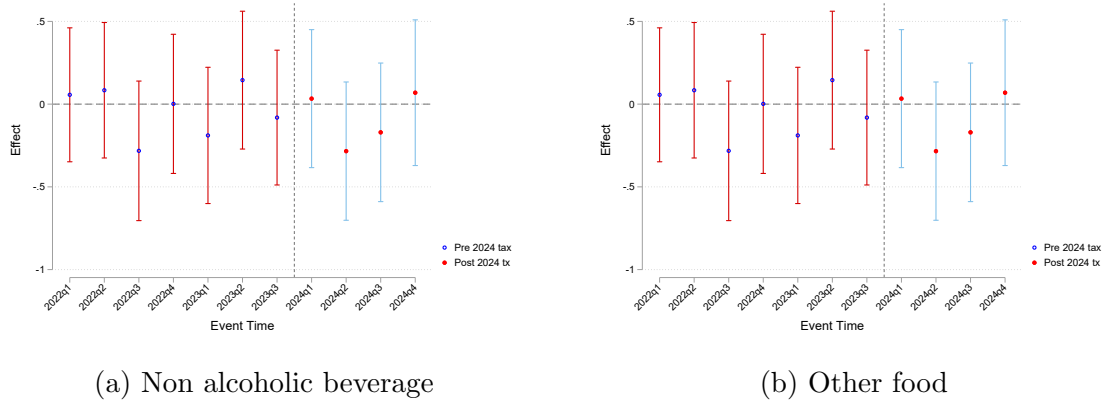 .5
0
-.5
-1
Effect
2022q1 2022q2 2022q3 2022q4 2023q1 2023q2 2023q3 2024q1 2024q2 2024q3 2024q4
Event Time
Pre 2024 tax
Post 2024 tx
(a) Non alcoholic beverage
.5
0
-.5
-1
Effect
2022q1 2022q2 2022q3 2022q4 2023q1 2023q2 2023q3 2024q1 2024q2 2024q3 2024q4
Event Time
Pre 2024 tax
Post 2024 tx
(b) Other food